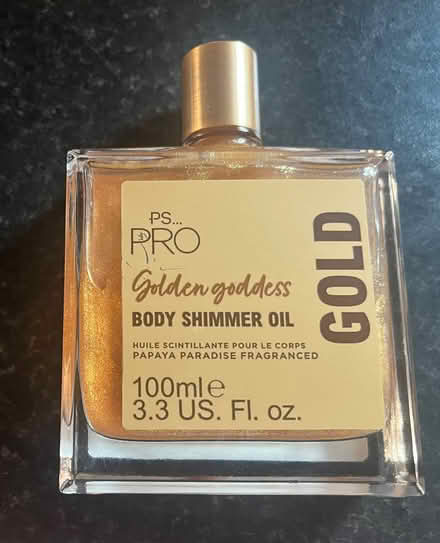 PS...
PRO
Golden goddess
BODY SHIMMER OIL
HUILE SCINTILLANTE POUR LE CORPS
PAPAYA PARADISE FRAGRANCED
100ml℮
3.3 US. Fl. oz.
GOLD